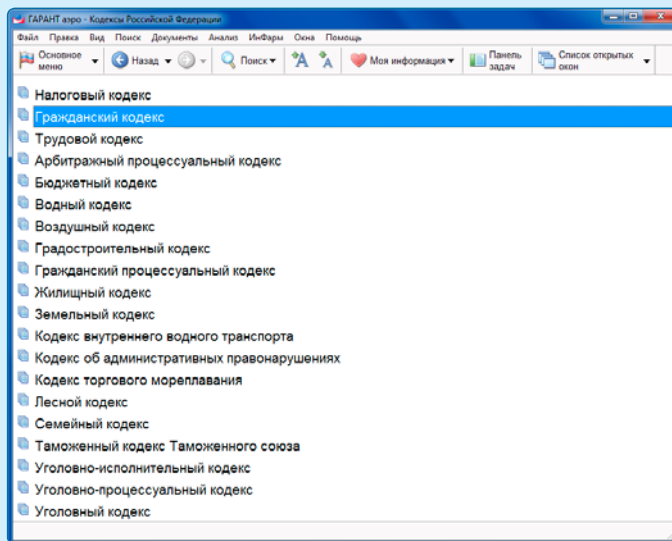 ГАРАНТ аэро - Кодексы Российской Федерации
Файл Правка Вид Поиск Документы Анализ ИнФарм Окна Помощь
Основное меню Назад Поиск Моя информация Панель задач Список открытых окон
Налоговый кодекс
Гражданский кодекс
Трудовой кодекс
Арбитражный процессуальный кодекс
Бюджетный кодекс
Водный кодекс
Воздушный кодекс
Градостроительный кодекс
Гражданский процессуальный кодекс
Жилищный кодекс
Земельный кодекс
Кодекс внутреннего водного транспорта
Кодекс об административных правонарушениях
Кодекс торгового мореплавания
Лесной кодекс
Семейный кодекс
Таможенный кодекс Таможенного союза
Уголовно-исполнительный кодекс
Уголовно-процессуальный кодекс
Уголовный кодекс